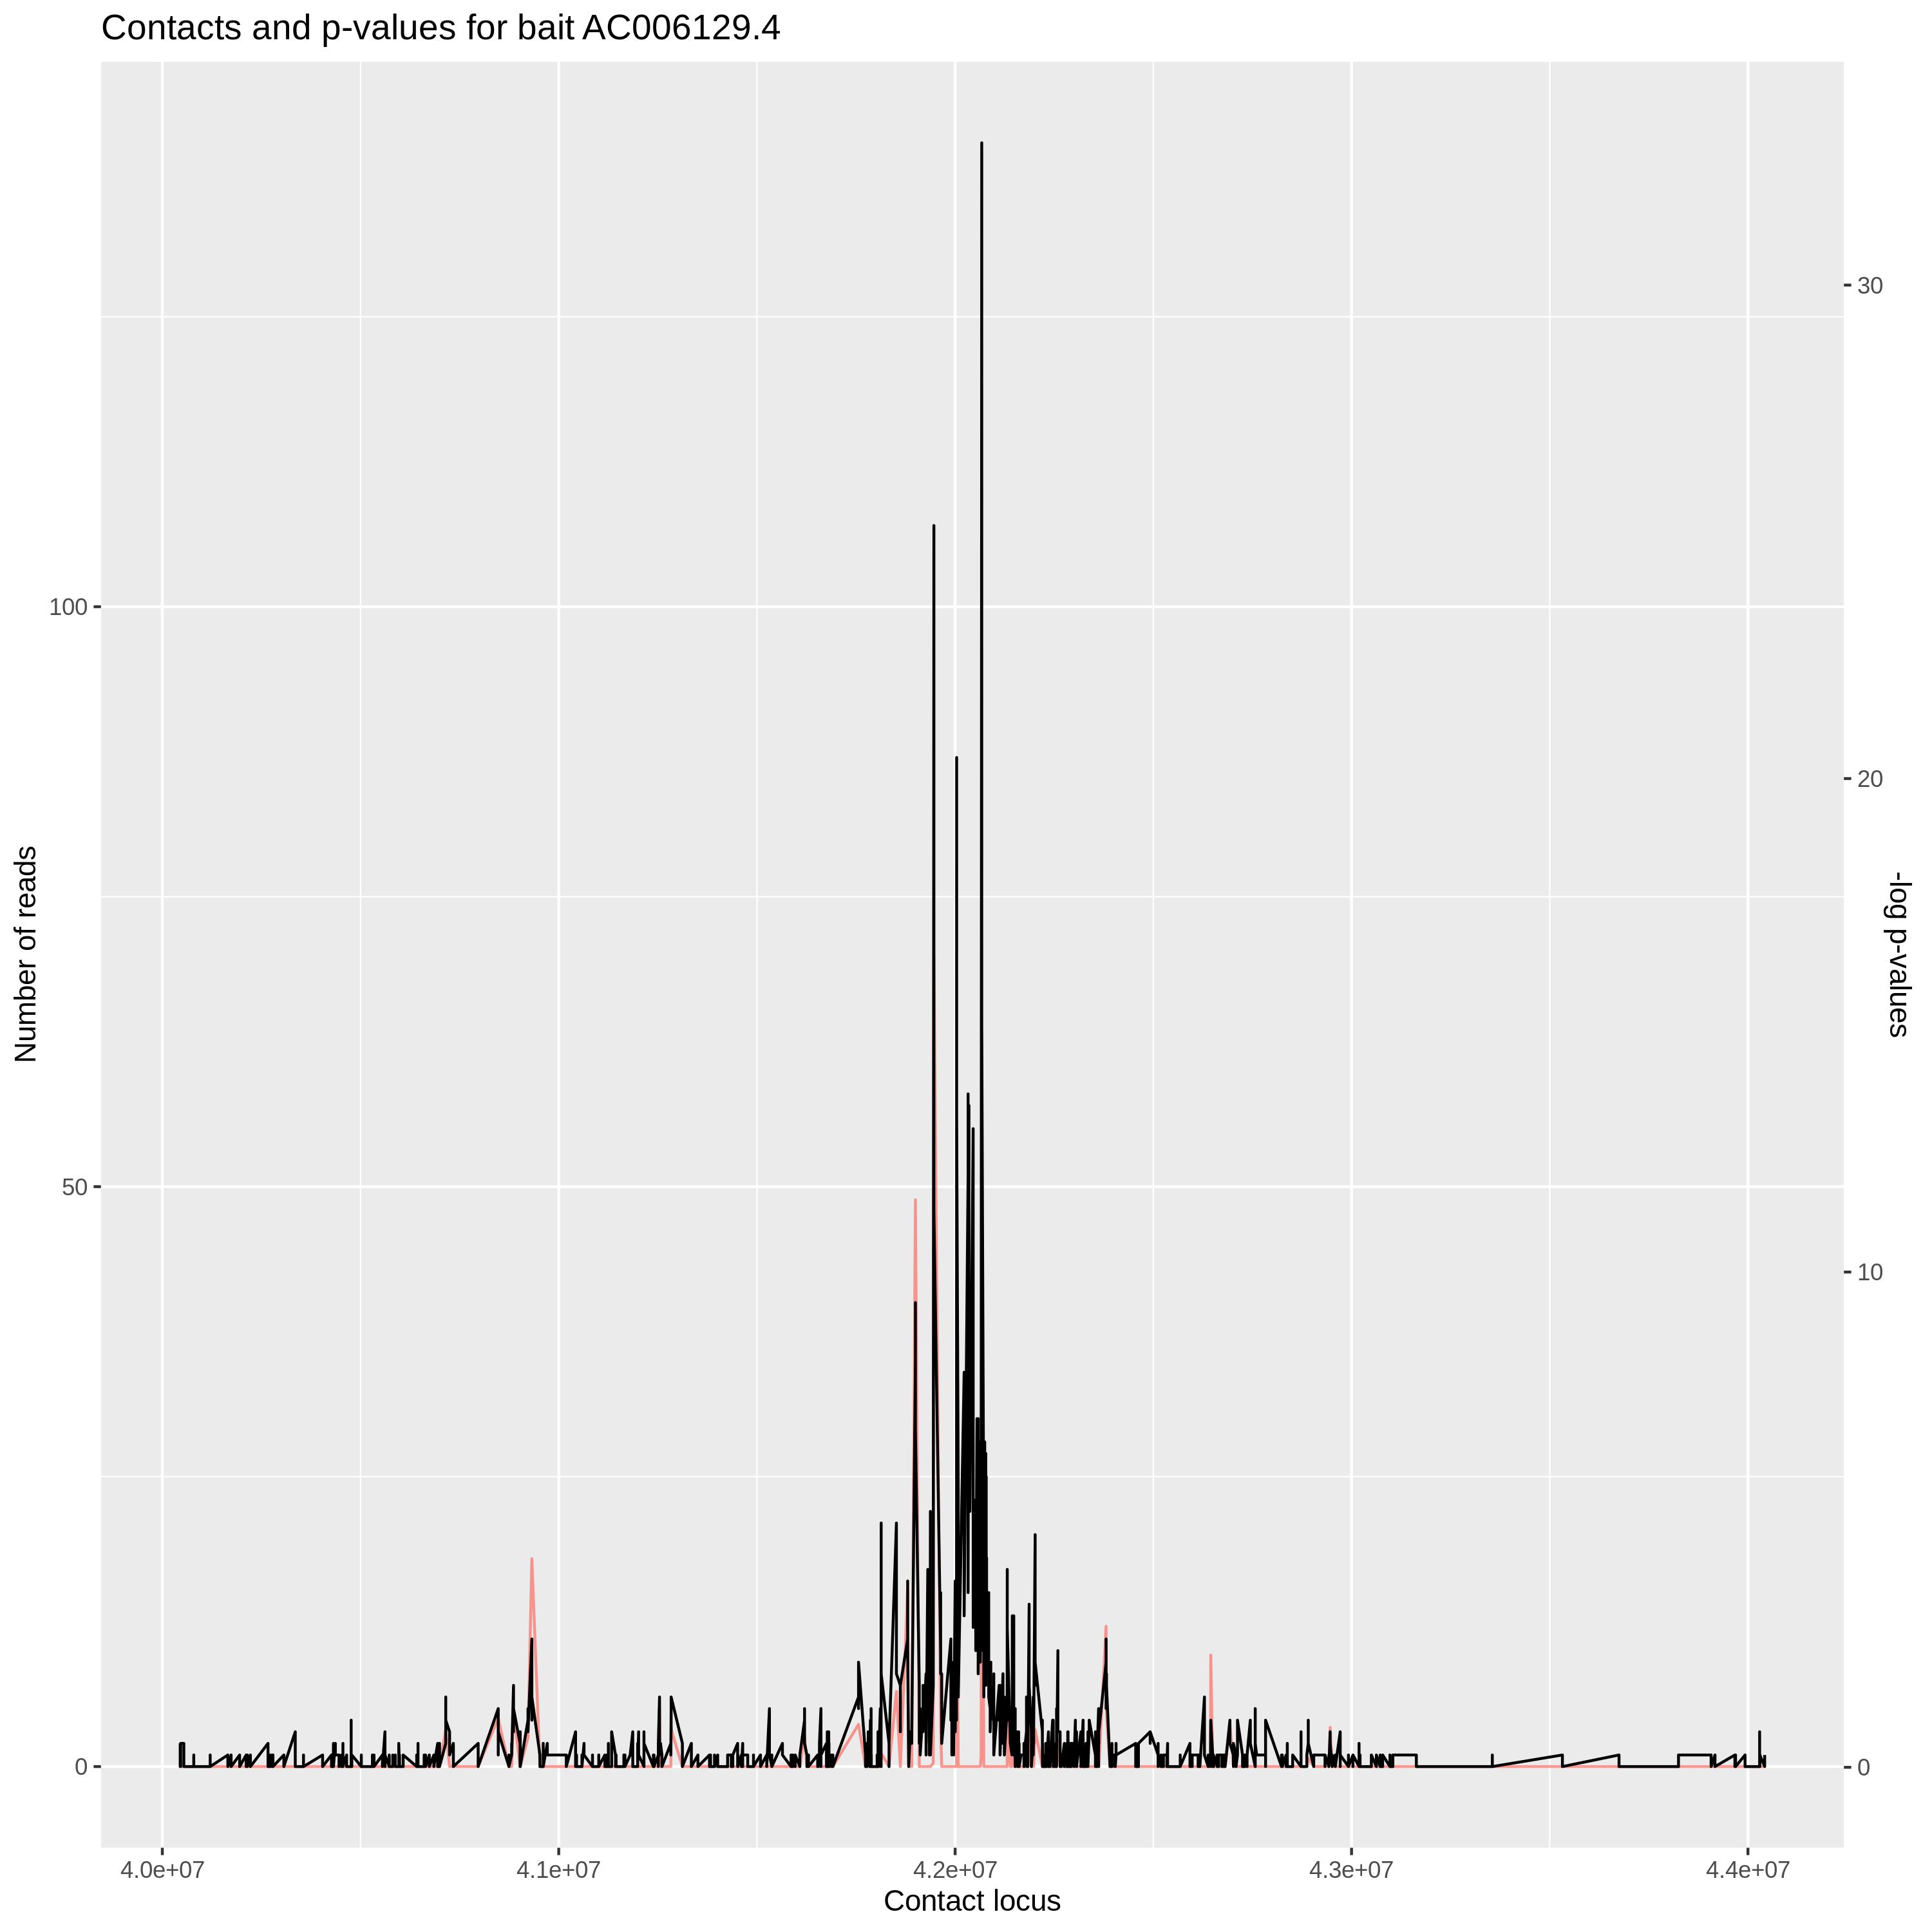 Contacts and p-values for bait AC006129.4
Number of reads
100
50
0
30
20
10
0
-log p-values
4.0e+07 4.1e+07 4.2e+07 4.3e+07 4.4e+07
Contact locus